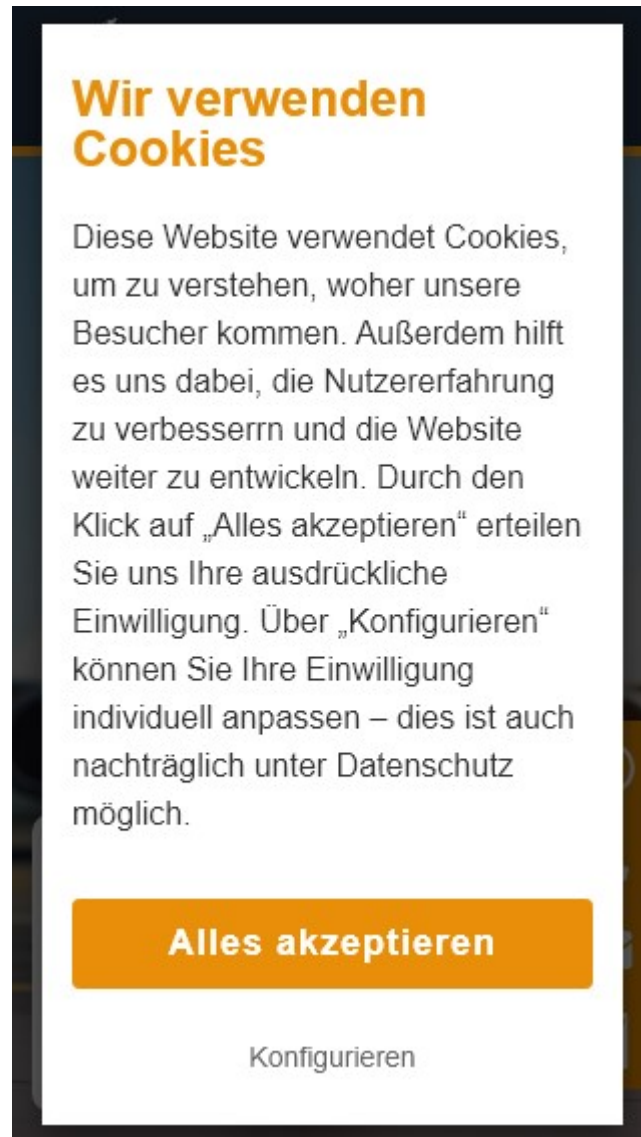 Wir verwenden
Cookies
Diese Website verwendet Cookies,
um zu verstehen, woher unsere
Besucher kommen. Außerdem hilft
es uns dabei, die Nutzererfahrung
zu verbesserrn und die Website
weiter zu entwickeln. Durch den
Klick auf „Alles akzeptieren“ erteilen
Sie uns Ihre ausdrückliche
Einwilligung. Über „Konfigurieren“
können Sie Ihre Einwilligung
individuell anpassen – dies ist auch
nachträglich unter Datenschutz
möglich.
Alles akzeptieren
Konfigurieren